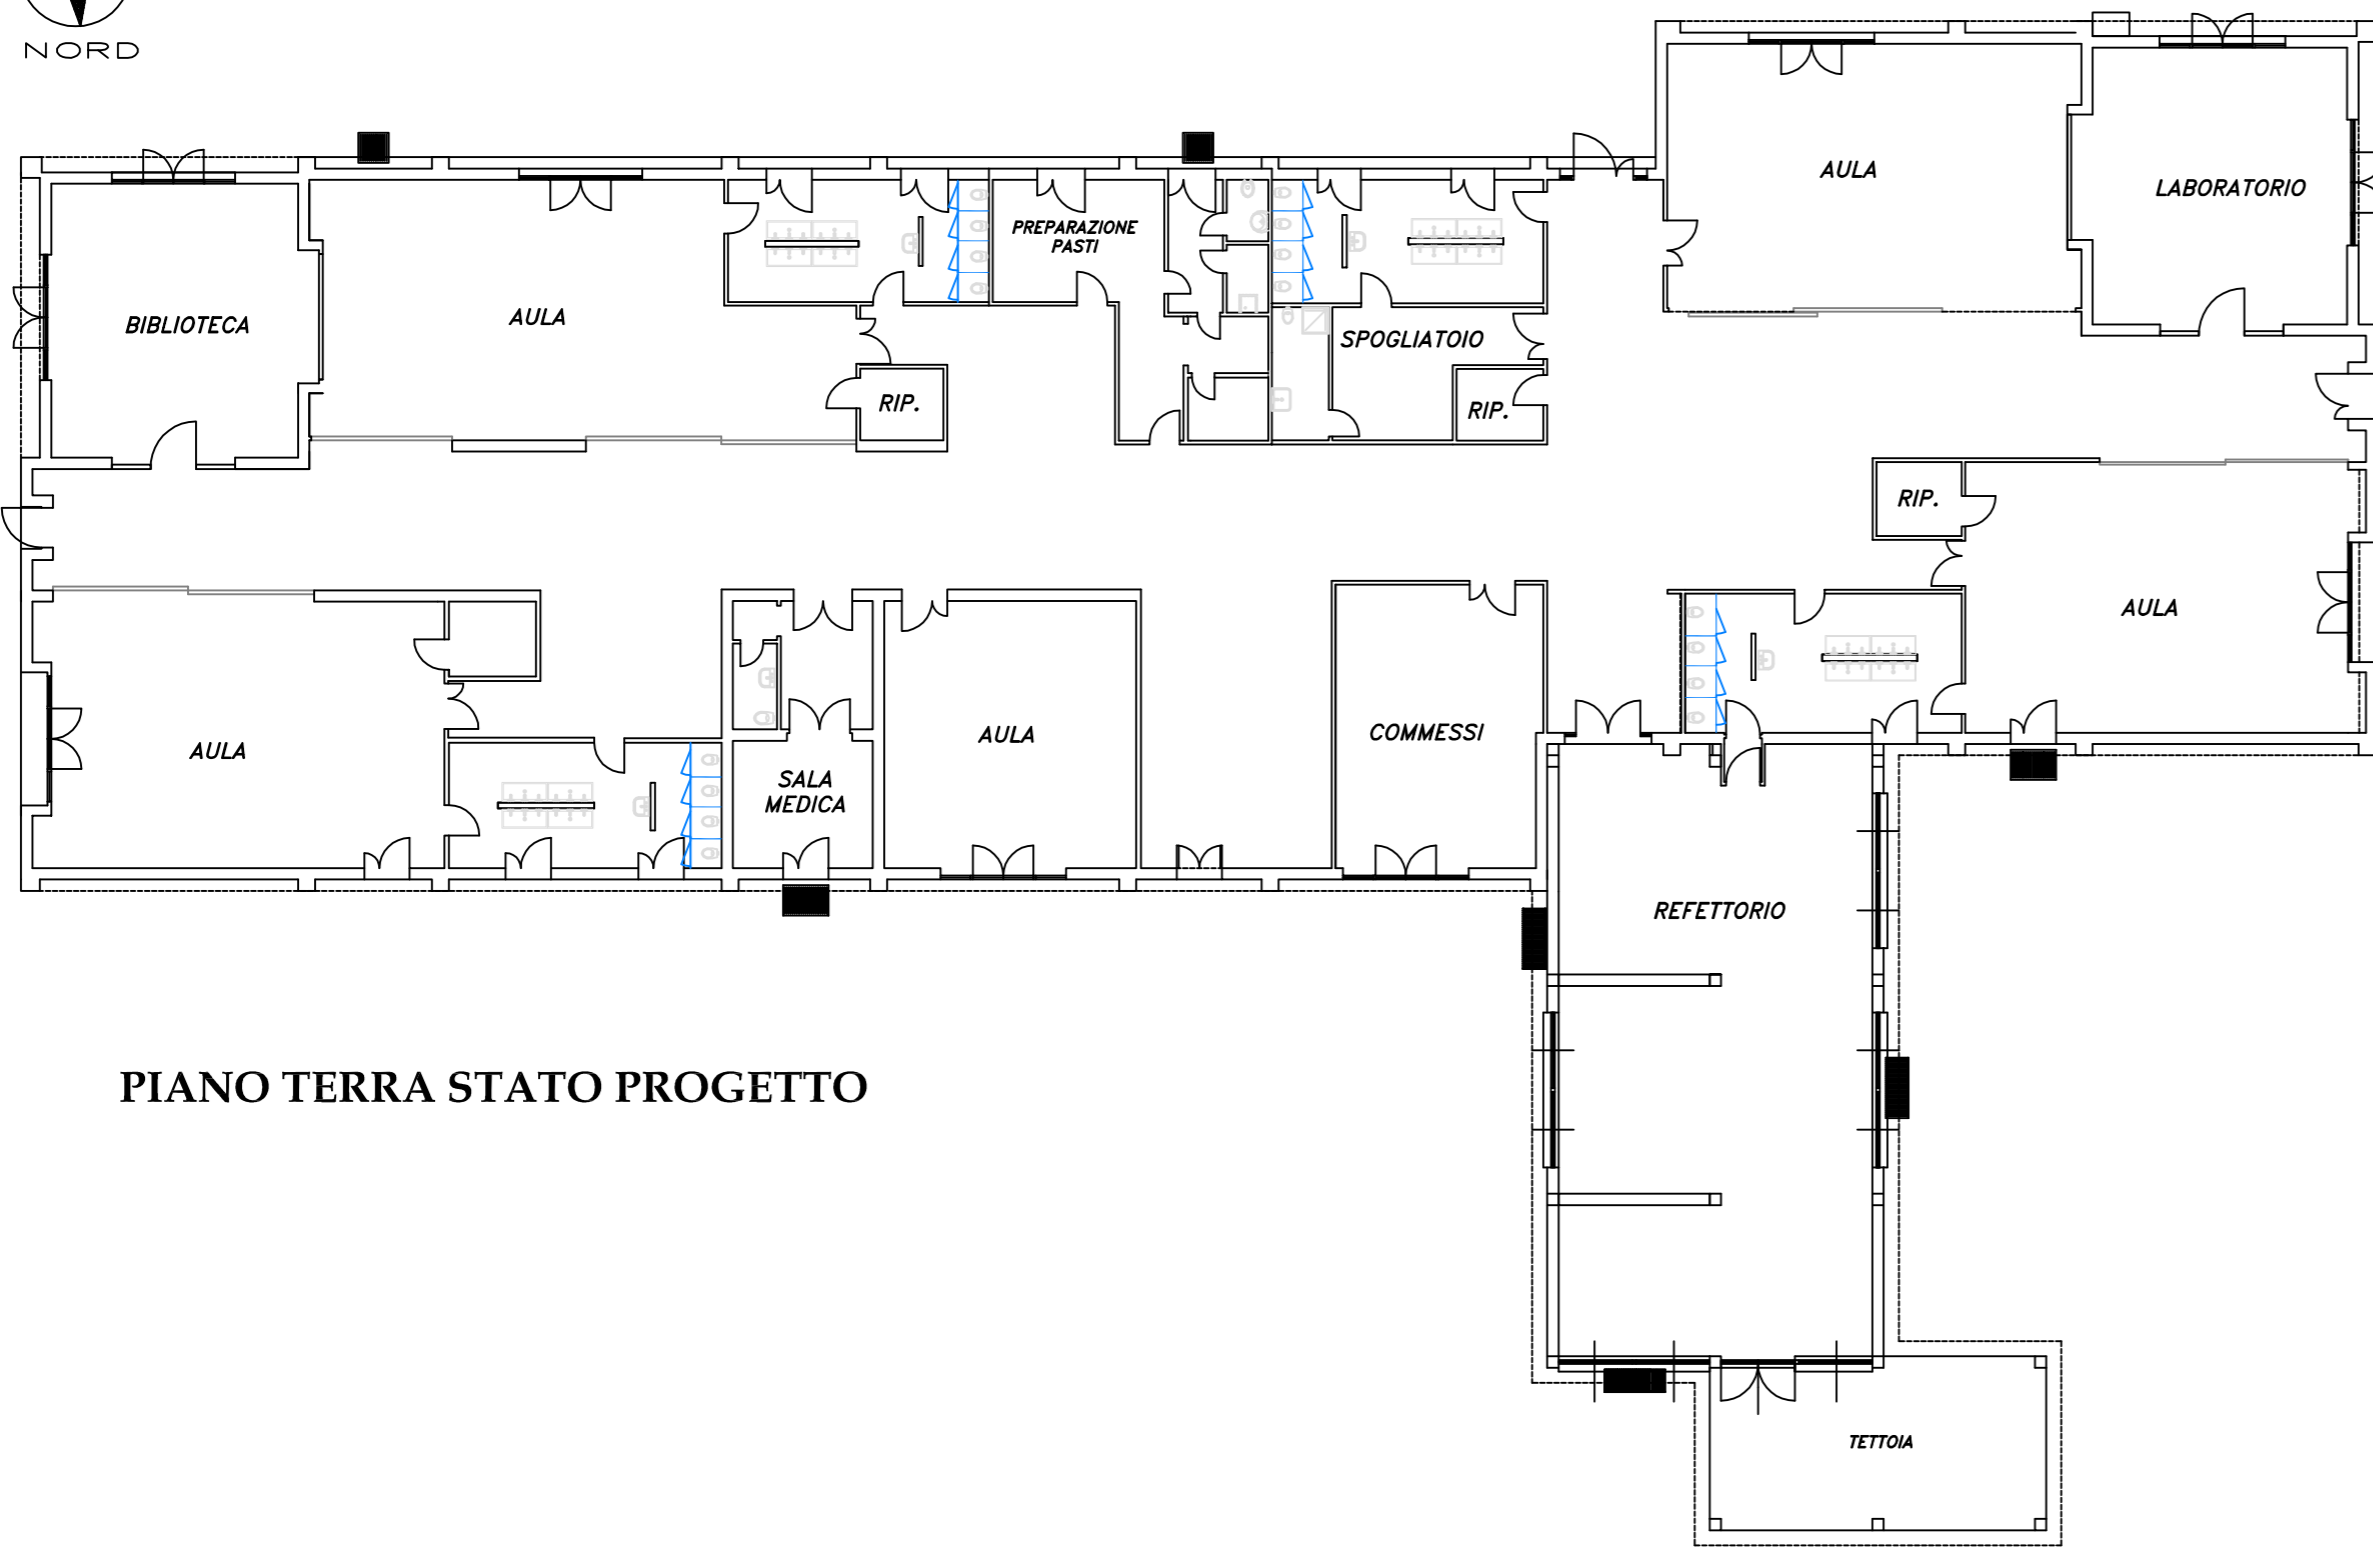 NORD
AULA
LABORATORIO
PREPARAZIONE
PASTI
BIBLIOTECA
AULA
SPOGLIATOIO
RIP.
RIP.
RIP.
AULA
AULA
SALA
MEDICA
AULA
COMMESSI
REFETTORIO
PIANO TERRA STATO PROGETTO
TETTOIA